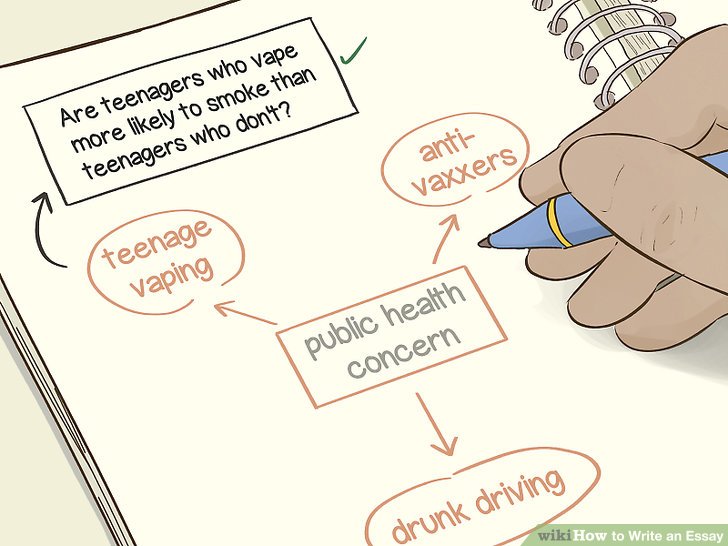 Are teenagers who vape
more likely to smoke than
teenagers who don't?
anti-
vaxxers
teenage
vaping
public health
concern
drunk driving
wikiHow to Write an Essay